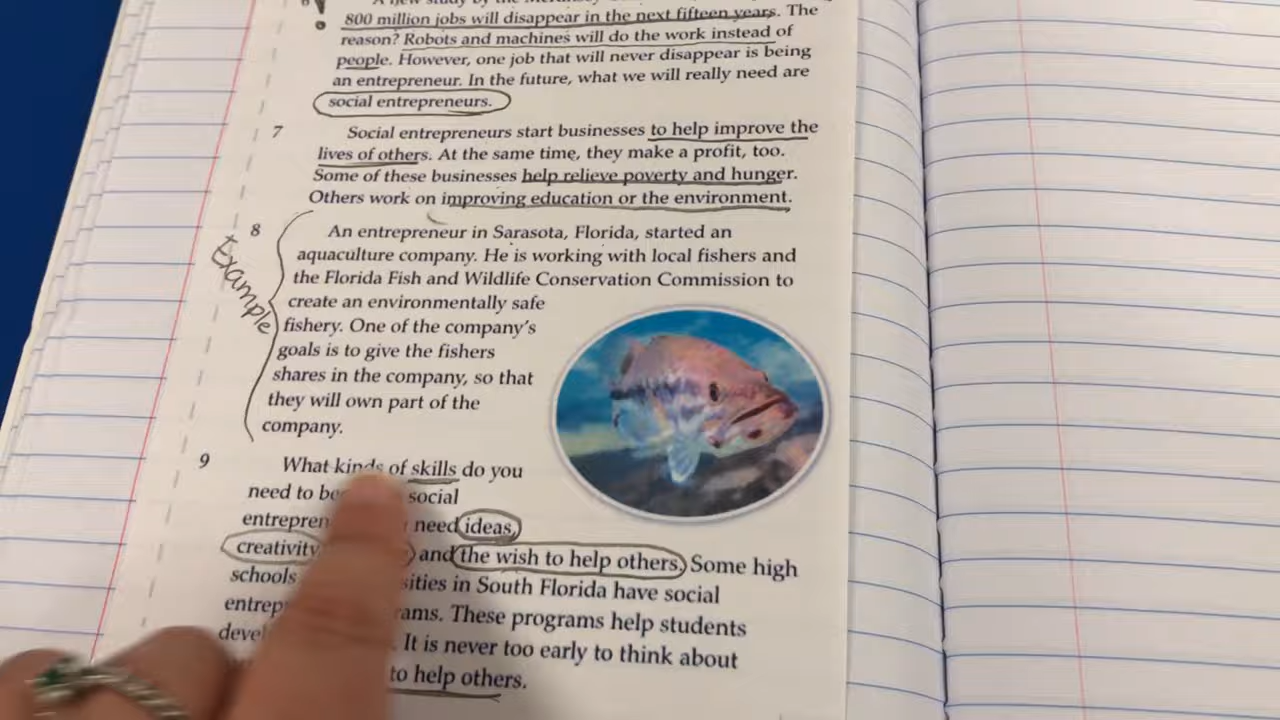 800 million jobs will disappear in the next fifteen years. The
reason? Robots and machines will do the work instead of
people. However, one job that will never disappear is being
an entrepreneur. In the future, what we will really need are
social entrepreneurs.
7 Social entrepreneurs start businesses to help improve the
lives of others. At the same time, they make a profit, too.
Some of these businesses help relieve poverty and hunger.
Others work on improving education or the environment.
Example
8 An entrepreneur in Sarasota, Florida, started an
aquaculture company. He is working with local fishers and
the Florida Fish and Wildlife Conservation Commission to
create an environmentally safe
fishery. One of the company's
goals is to give the fishers
shares in the company, so that
they will own part of the
company.
9 What kinds of skills do you
need to social
need ideas,
creativity and the wish to help others. Some high
schools in South Florida have social
These programs help students
It is never too early to think about
to help others.